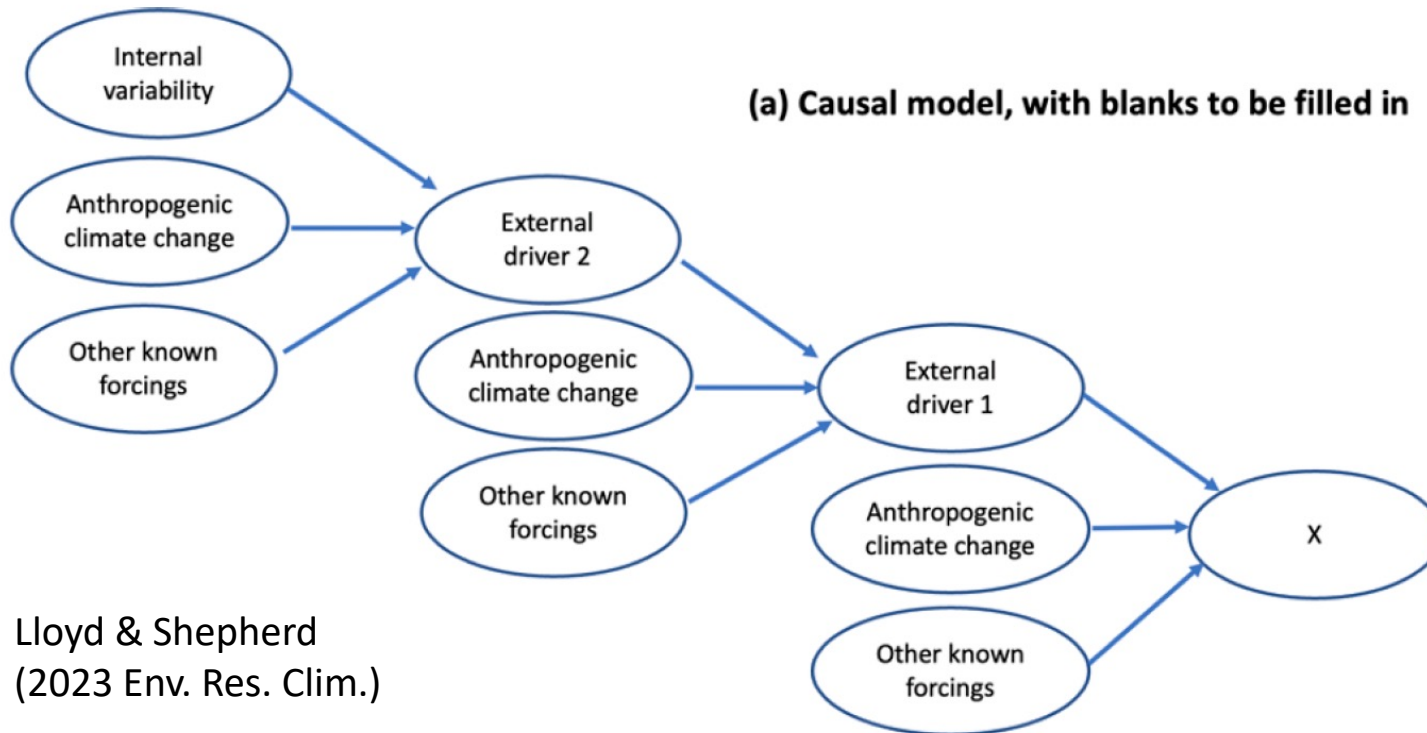 Internal
variability
(a) Causal model, with blanks to be filled in
Anthropogenic
climate change
External
driver 2
Other known
forcings
Anthropogenic
climate change
External
driver 1
Other known
forcings
Anthropogenic
climate change
X
Other known
forcings
Lloyd & Shepherd
(2023 Env. Res. Clim.)